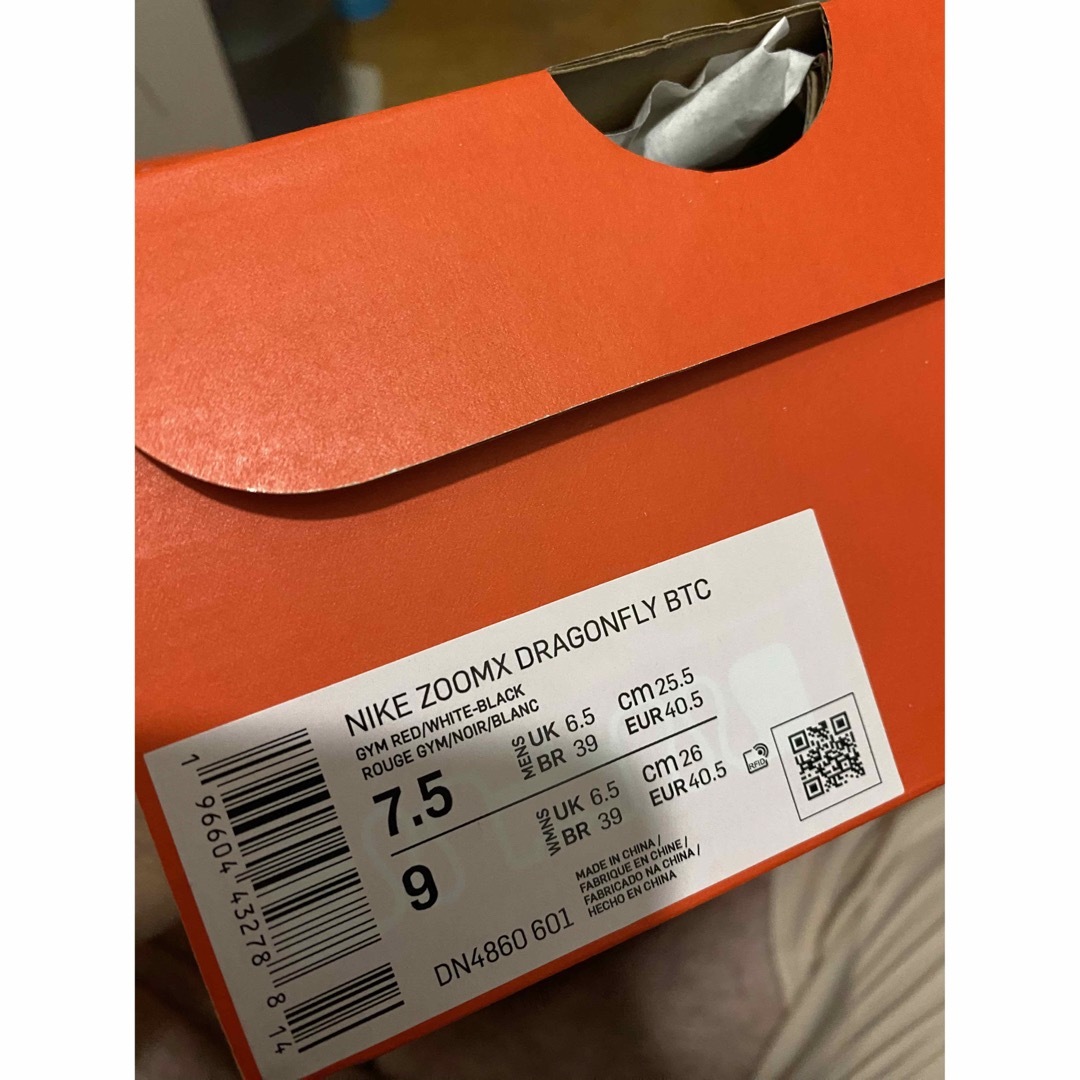 NIKE ZOOMX DRAGONFLY BTC
GYM RED/WHITE-BLACK
ROUGE GYM/NOIR/BLANC
7.5
MENS
UK 6.5
BR 39
cm 25.5
EUR 40.5
9
WMNS
UK 6.5
BR 39
cm 26
EUR 40.5
RFID
MADE IN CHINA /
FABRIQUE EN CHINE /
FABRICADO NA CHINA /
HECHO EN CHINA
DN4860 601
1 96604 43278 8 14